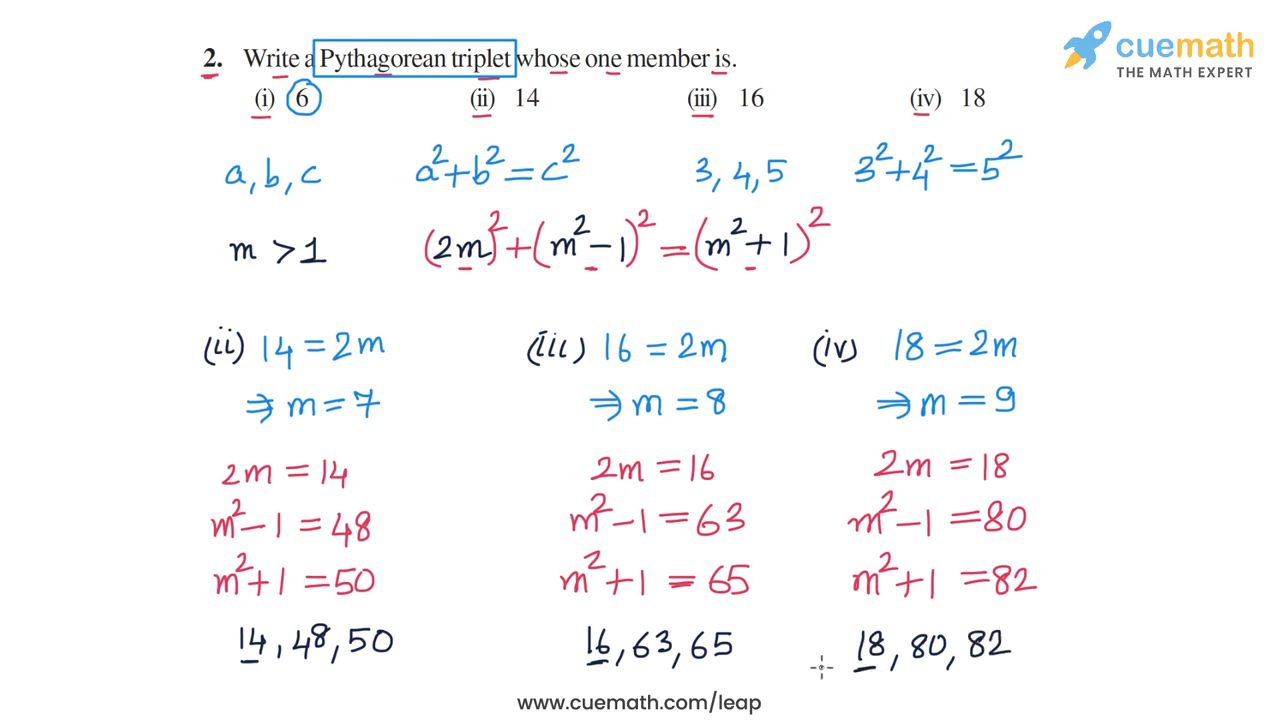 cuemath
THE MATH EXPERT
2. Write a Pythagorean triplet whose one member is.
(i) 6 (ii) 14 (iii) 16 (iv) 18
a, b, c a²+b²=c² 3, 4, 5 3²+4²=5²
m >1 (2m)²+(m²-1)²=(m²+1)²
(ii) 14=2m (iii) 16=2m (iv) 18=2m
⇒m=7 ⇒m=8 ⇒m=9
2m=14 2m=16 2m=18
m²-1=48 m²-1=63 m²-1=80
m²+1=50 m²+1=65 m²+1=82
14, 48, 50 16, 63, 65 18, 80, 82
www.cuemath.com/leap